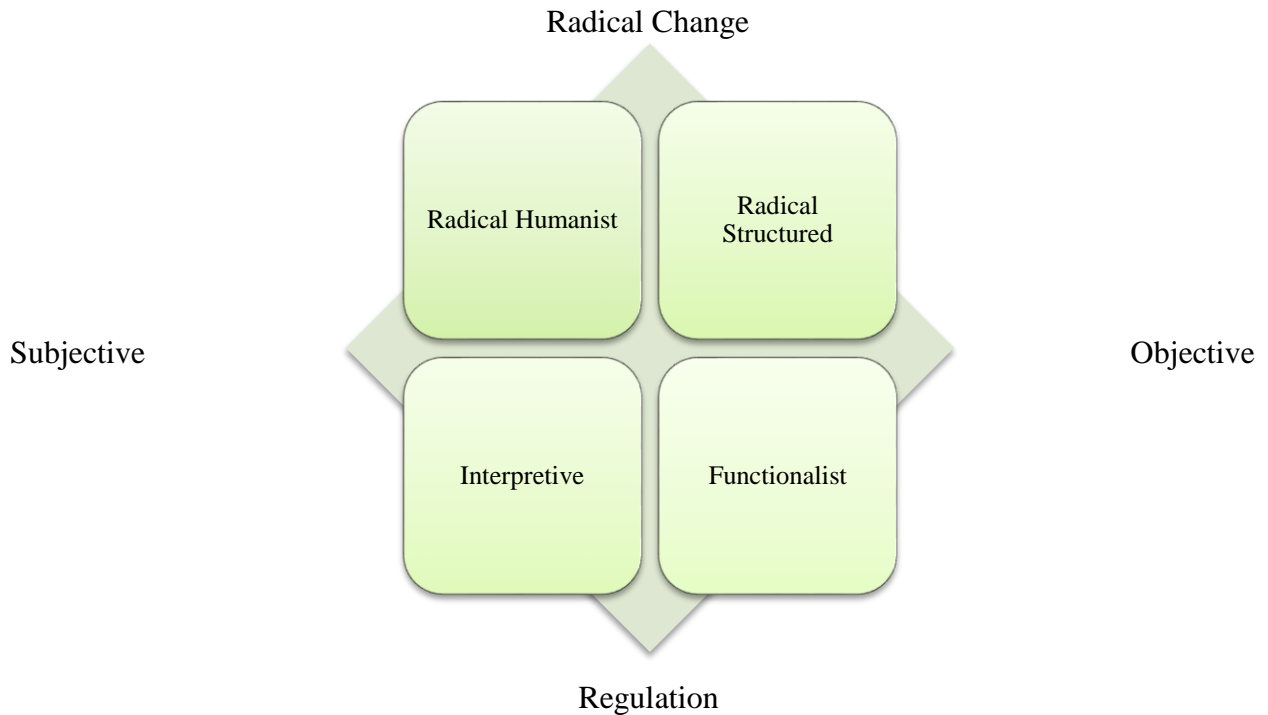 Radical Change
Radical Humanist
Radical
Structured
Subjective
Objective
Interpretive
Functionalist
Regulation